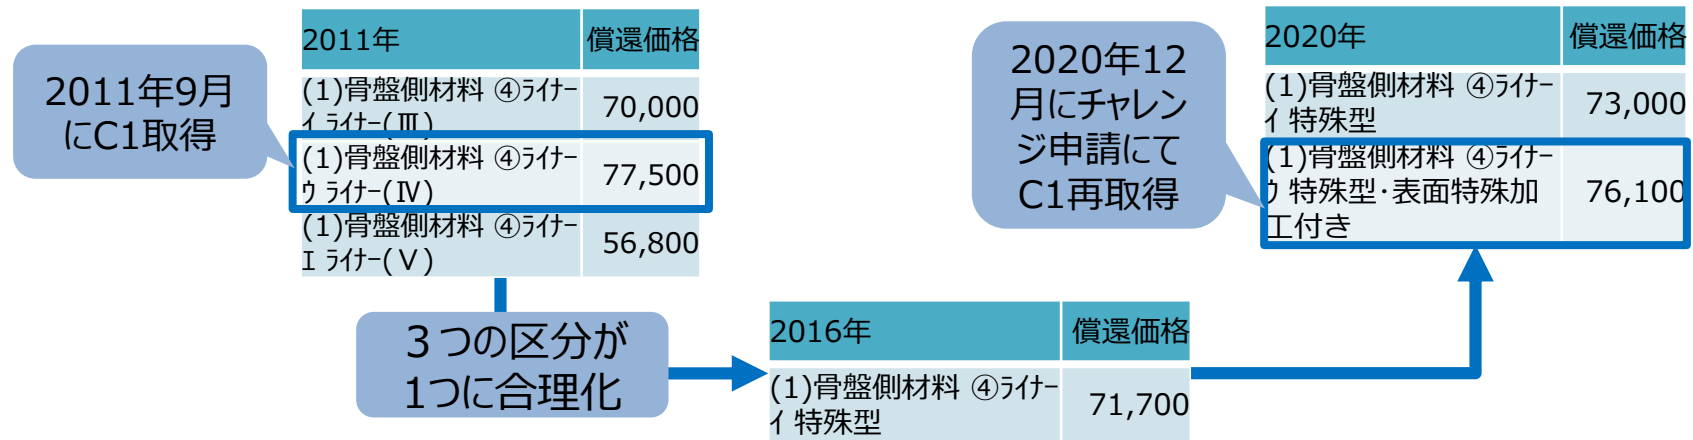 2011年9月
にC1取得
2011年 償還価格
(1)骨盤側材料 ④ﾗｲﾅｰ
ｲ ﾗｲﾅｰ(Ⅲ) 70,000
(1)骨盤側材料 ④ﾗｲﾅｰ
ｳ ﾗｲﾅｰ(Ⅳ) 77,500
(1)骨盤側材料 ④ﾗｲﾅｰ
ｴ ﾗｲﾅｰ(Ⅴ) 56,800
３つの区分が
1つに合理化
2016年 償還価格
(1)骨盤側材料 ④ﾗｲﾅｰ
ｲ 特殊型 71,700
2020年12
月にチャレン
ジ申請にて
C1再取得
2020年 償還価格
(1)骨盤側材料 ④ﾗｲﾅｰ
ｲ 特殊型 73,000
(1)骨盤側材料 ④ﾗｲﾅｰ
ｳ 特殊型･表面特殊加 76,100
工付き